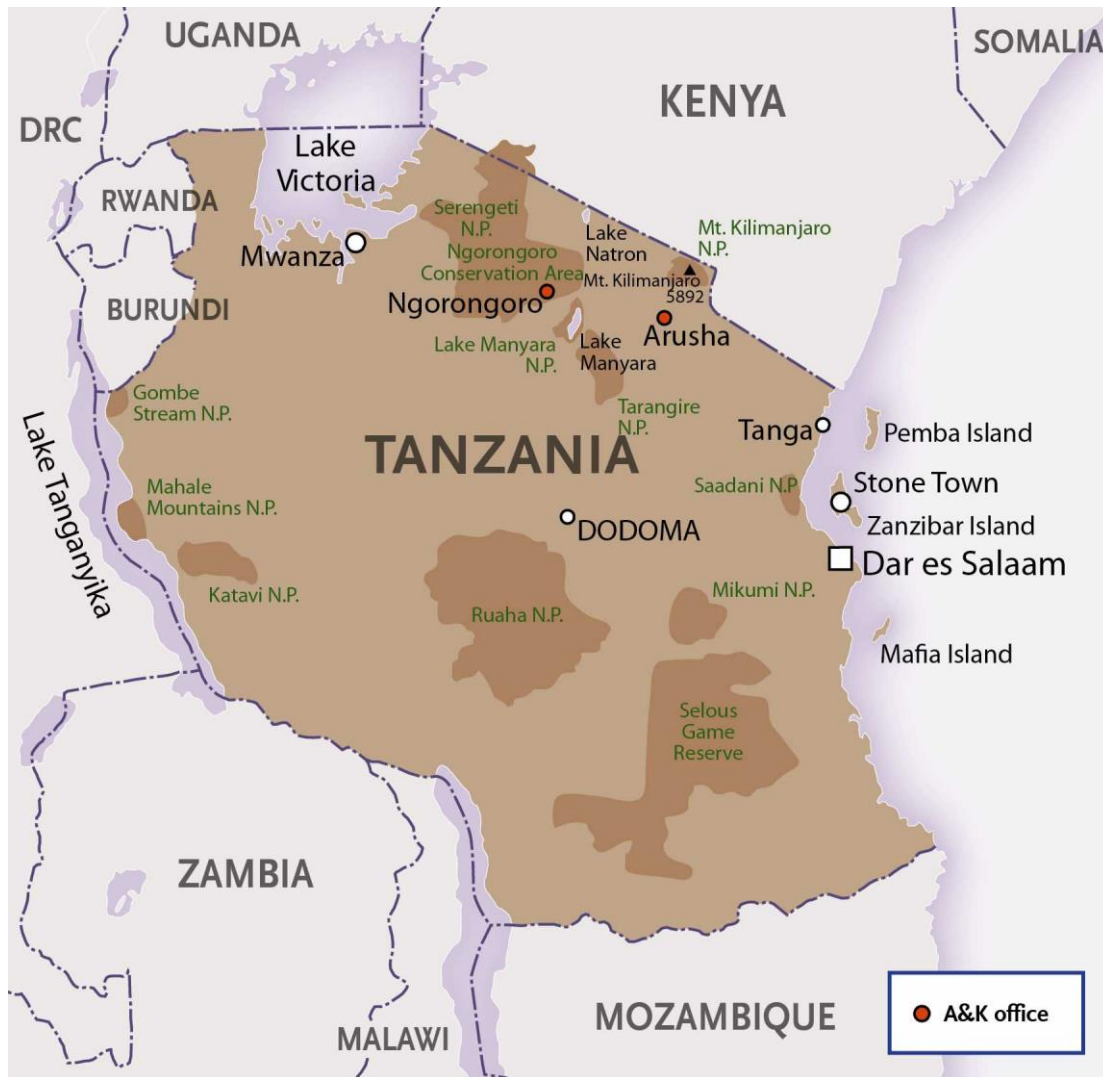 UGANDA
SOMALIA
KENYA
DRC
Lake
Victoria
RWANDA
Serengeti
N.P.
Mt. Kilimanjaro
N.P.
Lake
Natron
Mwanza
Ngorongoro
Conservation Area
Mt. Kilimanjaro
5892
BURUNDI
Ngorongoro
Arusha
Lake Manyara
N.P.
Lake
Manyara
Gombe
Stream N.P.
Tarangire
N.P.
Lake Tanganyika
TANZANIA
Tanga
Pemba Island
Mahale
Mountains N.P.
Saadani N.P
Stone Town
Zanzibar Island
DODOMA
Dar es Salaam
Katavi N.P.
Ruaha N.P.
Mikumi N.P.
Mafia Island
Selous
Game
Reserve
ZAMBIA
MALAWI
MOZAMBIQUE
A&K office